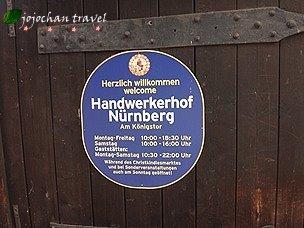 jojochan travel
Herzlich willkommen
welcome
Handwerkerhof
Nürnberg
Am Königstor
Montag-Freitag 10:00 - 18:30 Uhr
Samstag 10:00 - 16:00 Uhr
Gaststätten:
Montag-Samstag 10:30 - 22:00 Uhr
Während des Christkindlesmarktes
und bei Sonderveranstaltungen
auch am Sonntag geöffnet!